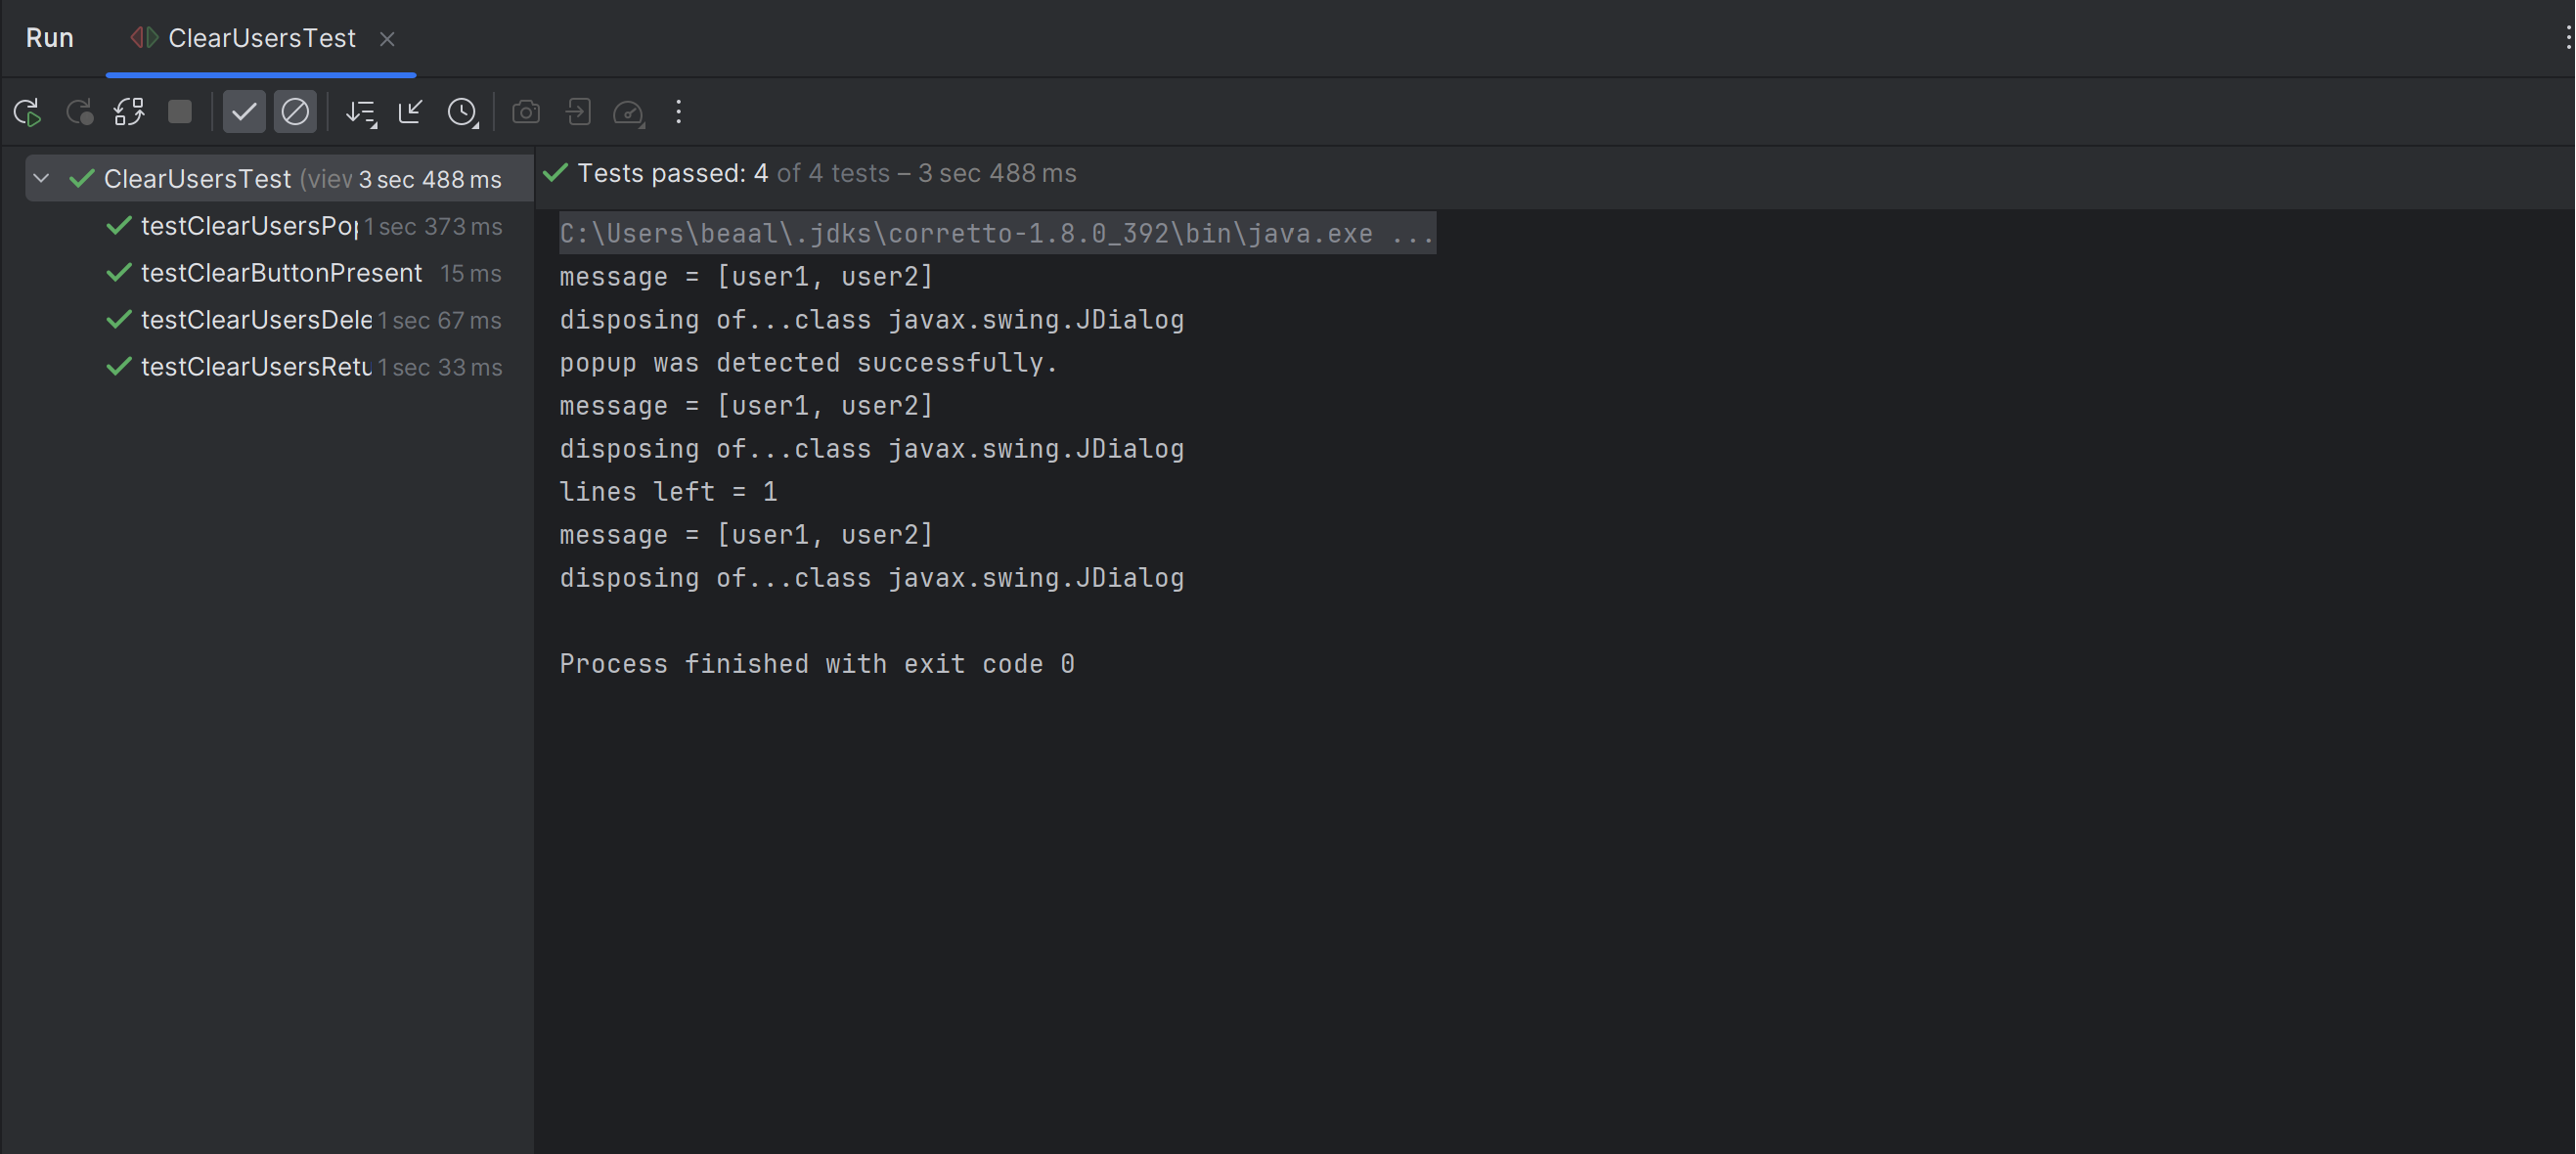 Run ClearUsersTest
ClearUsersTest (view 3 sec 488 ms
testClearUsersPop 1 sec 373 ms
testClearButtonPresent 15 ms
testClearUsersDele 1 sec 67 ms
testClearUsersRetu 1 sec 33 ms
Tests passed: 4 of 4 tests – 3 sec 488 ms
C:\Users\beaal\.jdks\corretto-1.8.0_392\bin\java.exe ...
message = [user1, user2]
disposing of...class javax.swing.JDialog
popup was detected successfully.
message = [user1, user2]
disposing of...class javax.swing.JDialog
lines left = 1
message = [user1, user2]
disposing of...class javax.swing.JDialog
Process finished with exit code 0